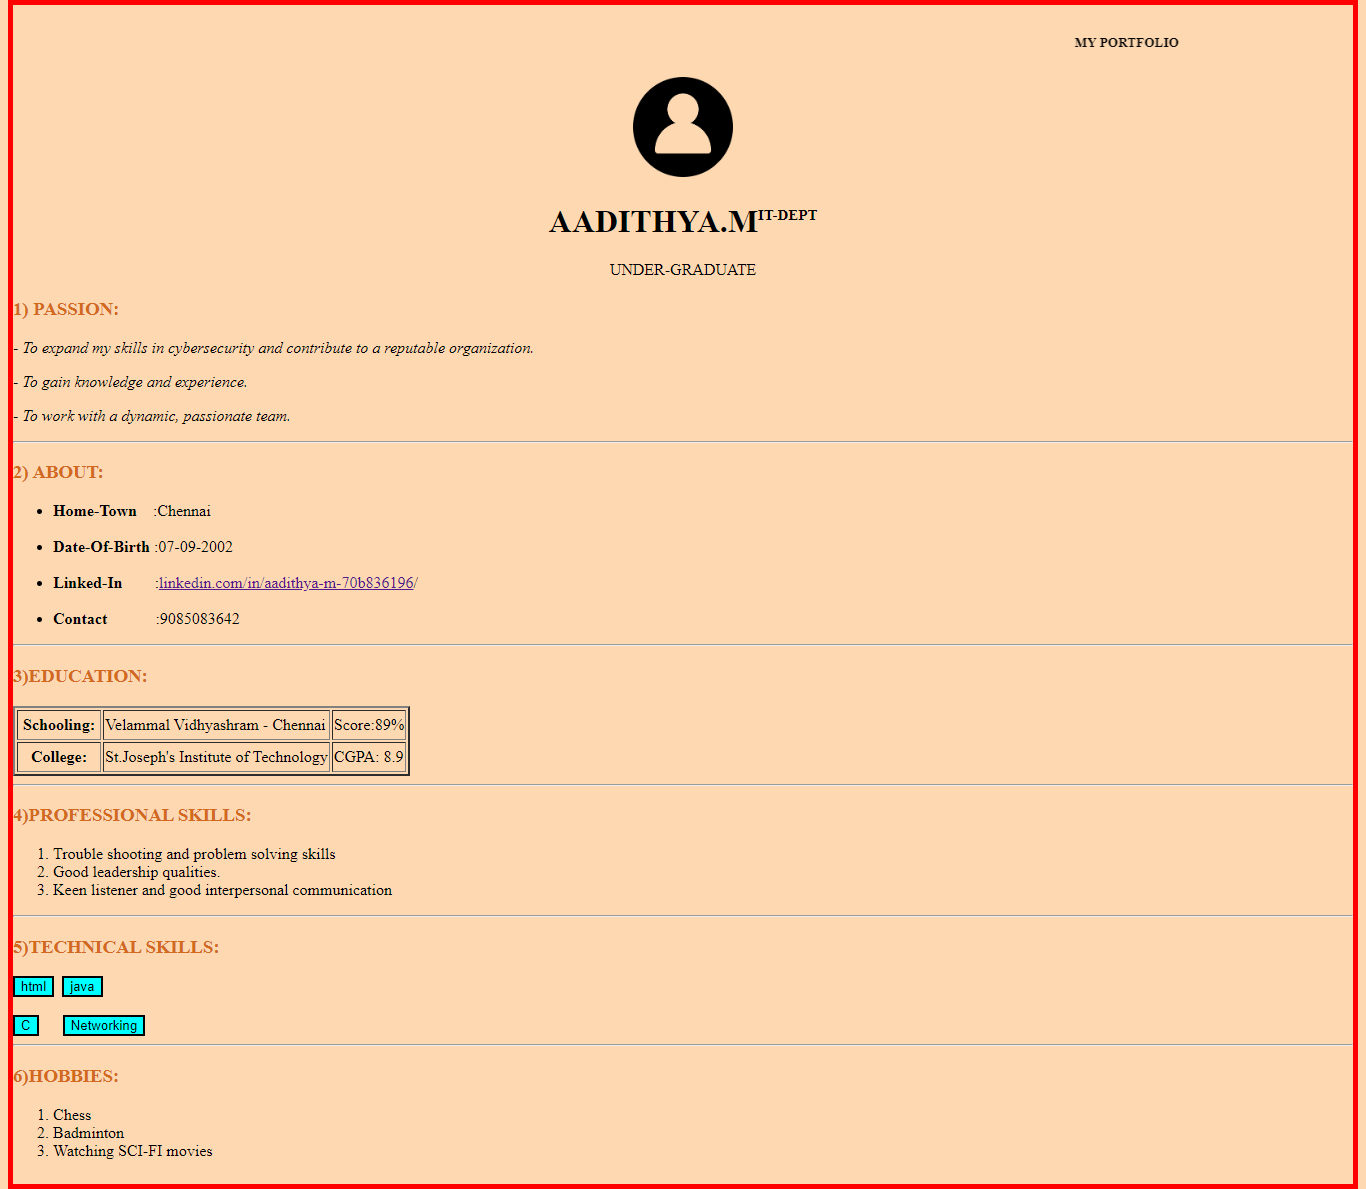 MY PORTFOLIO
AADITHYA.M IT-DEPT
UNDER-GRADUATE
1) PASSION:
- To expand my skills in cybersecurity and contribute to a reputable organization.
- To gain knowledge and experience.
- To work with a dynamic, passionate team.
2) ABOUT:
• Home-Town :Chennai
• Date-Of-Birth :07-09-2002
• Linked-In :linkedin.com/in/aadithya-m-70b836196/
• Contact :9085083642
3)EDUCATION:
Schooling: Velammal Vidhyashram - Chennai Score:89%
College: St.Joseph's Institute of Technology CGPA: 8.9
4)PROFESSIONAL SKILLS:
1. Trouble shooting and problem solving skills
2. Good leadership qualities.
3. Keen listener and good interpersonal communication
5)TECHNICAL SKILLS:
html java
C Networking
6)HOBBIES:
1. Chess
2. Badminton
3. Watching SCI-FI movies